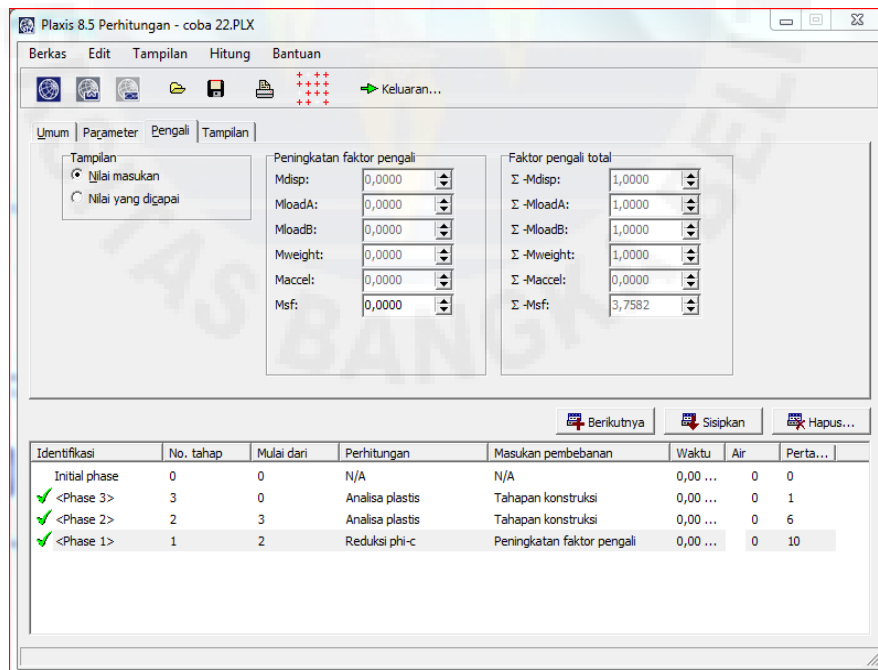 Plaxis 8.5 Perhitungan - coba 22.PLX
Berkas Edit Tampilan Hitung Bantuan
Keluaran...
Umum Parameter Pengali Tampilan
Tampilan
Nilai masukan
Nilai yang dicapai
Peningkatan faktor pengali
Mdisp: 0,0000
MloadA: 0,0000
MloadB: 0,0000
Mweight: 0,0000
Maccel: 0,0000
Msf: 0,0000
Faktor pengali total
Σ -Mdisp: 1,0000
Σ -MloadA: 1,0000
Σ -MloadB: 1,0000
Σ -Mweight: 1,0000
Σ -Maccel: 0,0000
Σ -Msf: 3,7582
Berikutnya Sisipkan Hapus...
Identifikasi No. tahap Mulai dari Perhitungan Masukan pembebanan Waktu Air Perta...
Initial phase 0 0 N/A N/A 0,00 ... 0 0
<Phase 3> 3 0 Analisa plastis Tahapan konstruksi 0,00 ... 0 1
<Phase 2> 2 3 Analisa plastis Tahapan konstruksi 0,00 ... 0 6
<Phase 1> 1 2 Reduksi phi-c Peningkatan faktor pengali 0,00 ... 0 10